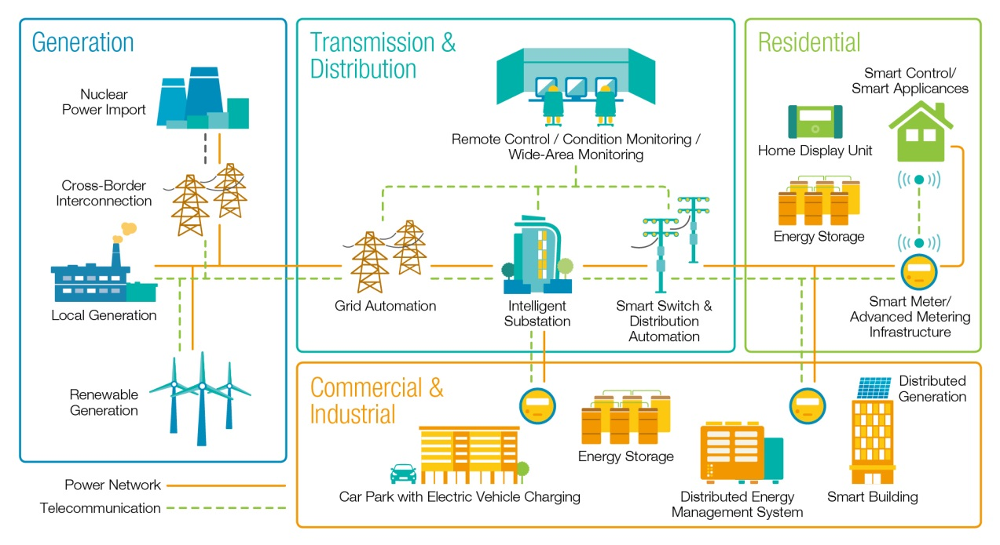 Generation
Nuclear
Power Import
Cross-Border
Interconnection
Local Generation
Renewable
Generation
Power Network
Telecommunication
Transmission &
Distribution
Remote Control / Condition Monitoring /
Wide-Area Monitoring
Grid Automation
Intelligent
Substation
Smart Switch &
Distribution
Automation
Residential
Smart Control/
Smart Applicances
Home Display Unit
Energy Storage
Smart Meter/
Advanced Metering
Infrastructure
Commercial &
Industrial
Car Park with Electric Vehicle Charging
Energy Storage
Distributed Energy
Management System
Distributed
Generation
Smart Building